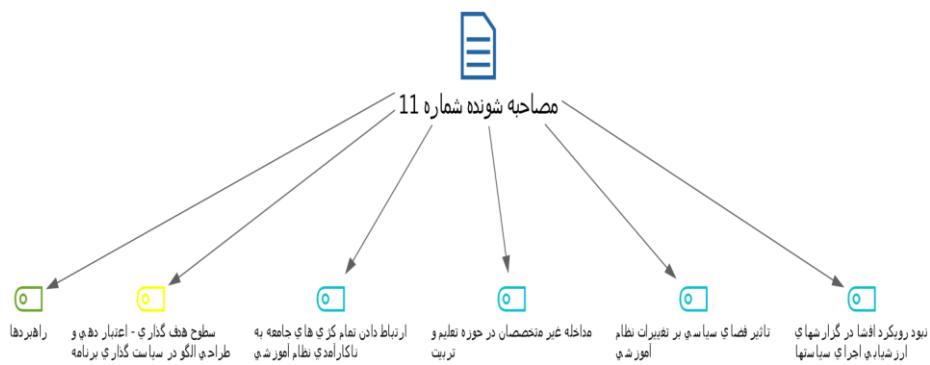 مصاحبه شونده شماره 11
نبود رويكرد افشا در گزارشهاي
ارزشيابي اجراي سياستها
تاثير فضاي سياسي بر تغييرات نظام
آموزشي
مداخله غير متخصصان در حوزه تعليم و
تربيت
ارتباط دادن تمام كژي هاي جامعه به
ناكارآمدي نظام آموزشي
سطوح هدف گذاري - اعتبار دهي و
طراحي الگو در سياست گذاري برنامه
راهبردها